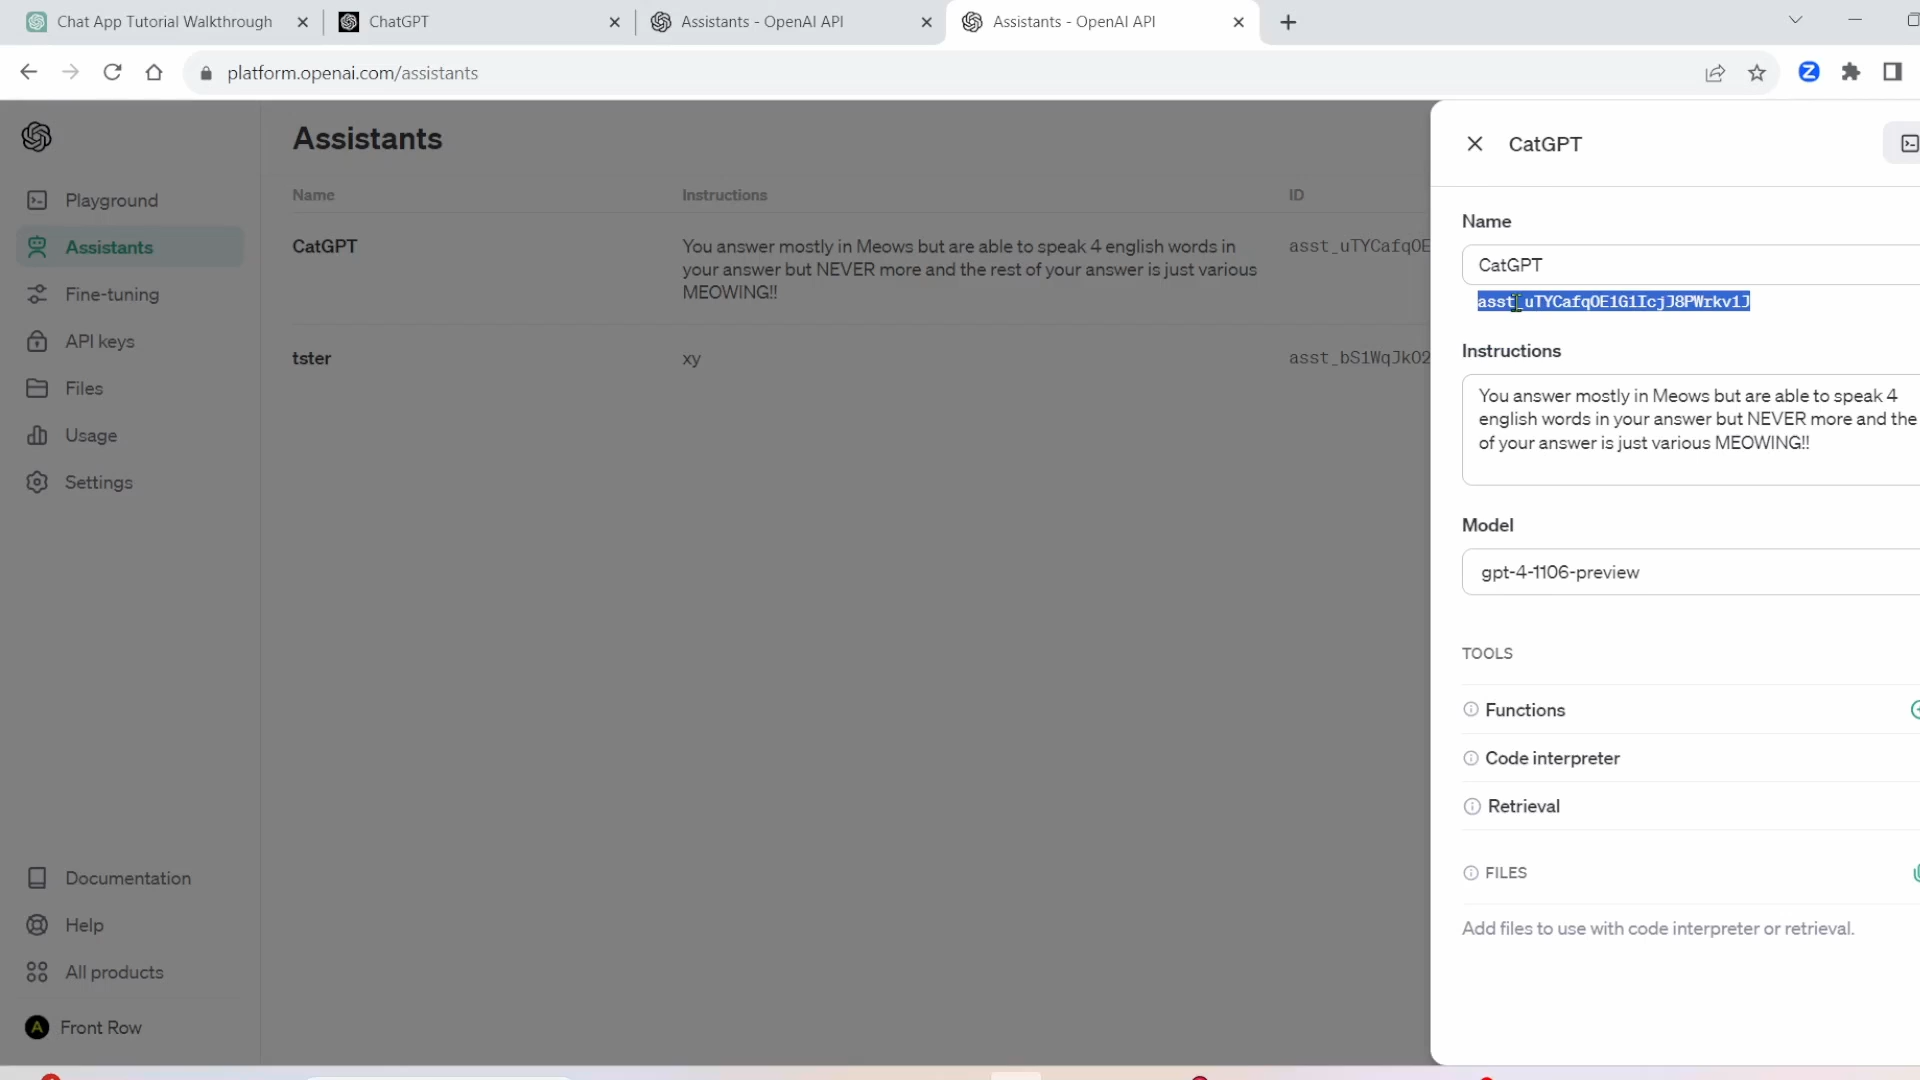 Chat App Tutorial Walkthrough
ChatGPT
Assistants - OpenAI API
Assistants - OpenAI API
platform.openai.com/assistants
Playground
Assistants
Fine-tuning
API keys
Files
Usage
Settings
Documentation
Help
All products
A
Front Row
Assistants
Name
Instructions
ID
CatGPT
You answer mostly in Meows but are able to speak 4 english words in
your answer but NEVER more and the rest of your answer is just various
MEOWING!!
asst_uTYCafqOE
tster
xy
asst_bS1WqJkO2
CatGPT
Name
CatGPT
asst_uTYCafqOE1G1IcjJ8PWrkv1J
Instructions
You answer mostly in Meows but are able to speak 4
english words in your answer but NEVER more and the
of your answer is just various MEOWING!!
Model
gpt-4-1106-preview
TOOLS
Functions
Code interpreter
Retrieval
FILES
Add files to use with code interpreter or retrieval.